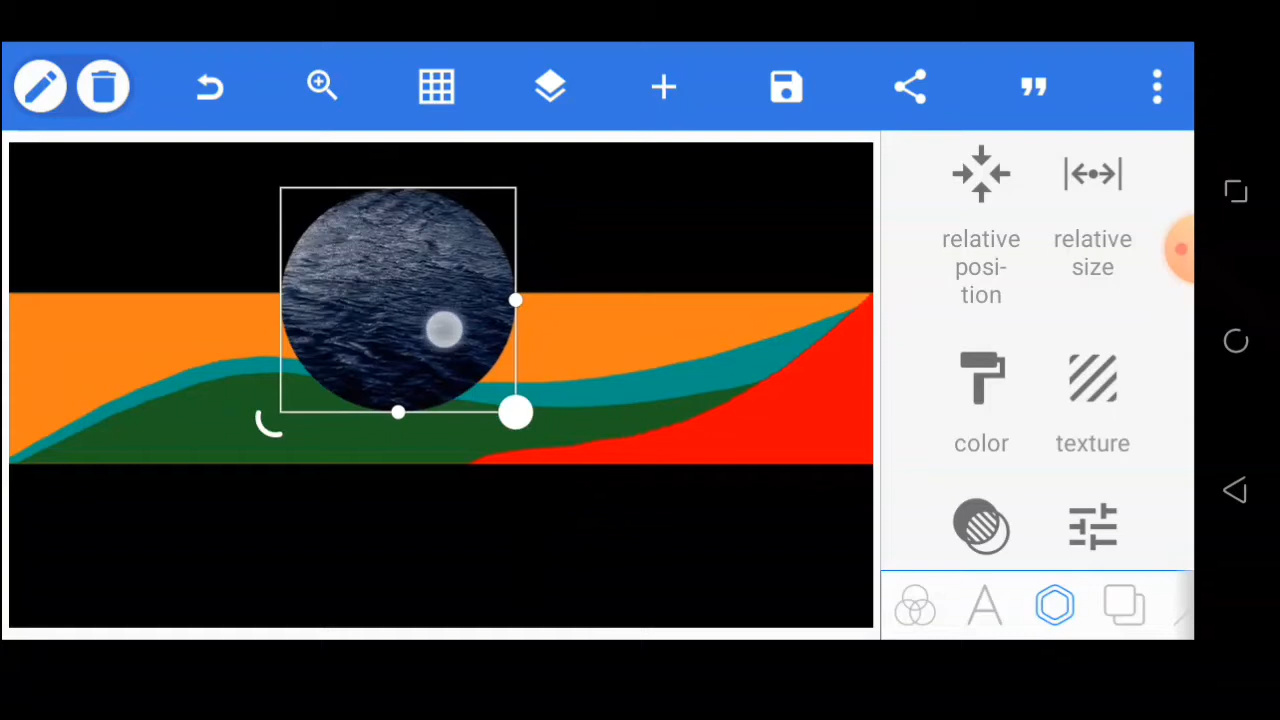 relative
posi-
tion
relative
size
color
texture